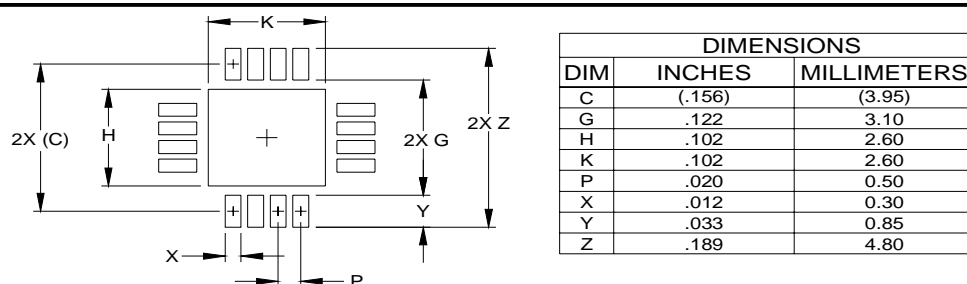 K
2X (C)
H
2X G
2X Z
Y
X
P
DIMENSIONS
DIM INCHES MILLIMETERS
C (.156) (3.95)
G .122 3.10
H .102 2.60
K .102 2.60
P .020 0.50
X .012 0.30
Y .033 0.85
Z .189 4.80